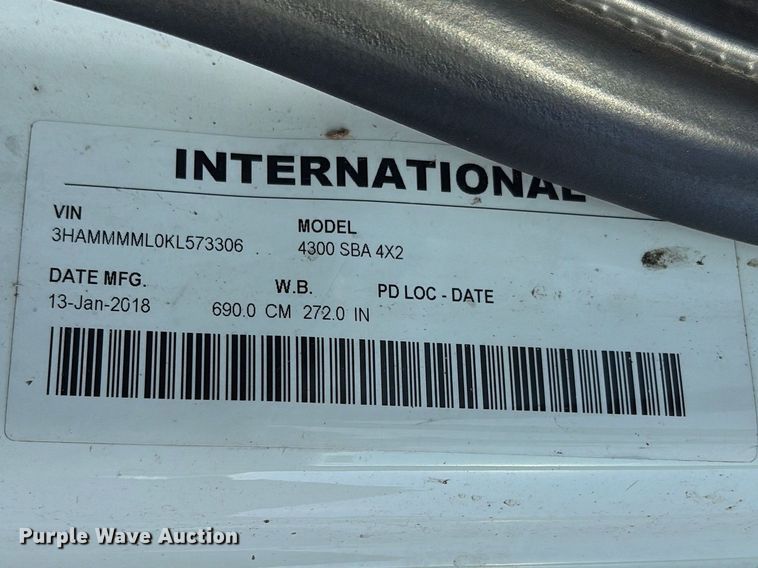 INTERNATIONAL
VIN
3HAMMMML0KL573306
MODEL
4300 SBA 4X2
DATE MFG.
13-Jan-2018
W.B.
690.0 CM 272.0 IN
PD LOC - DATE
Purple Wave Auction